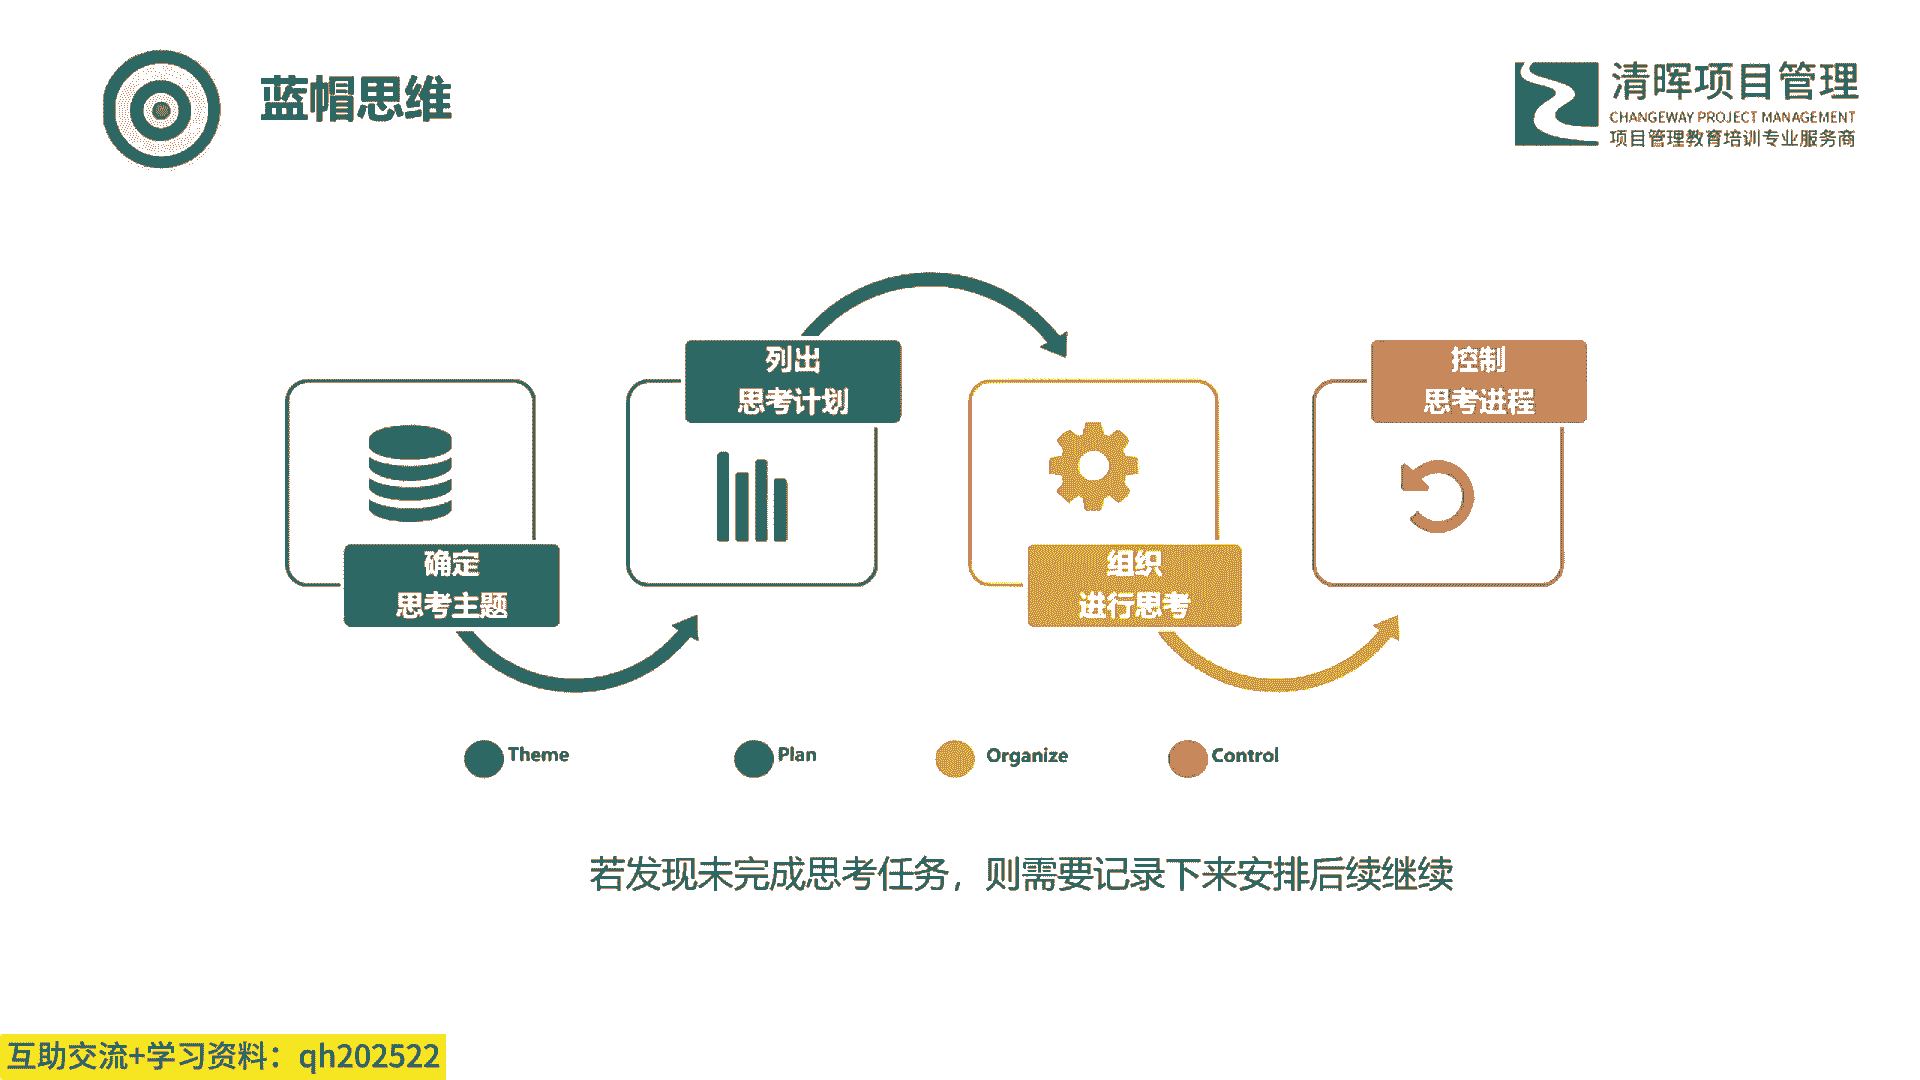 蓝帽思维
清晖项目管理
CHANGEWAY PROJECT MANAGEMENT
项目管理教育培训专业服务商
确定
思考主题
列出
思考计划
组织
进行思考
控制
思考进程
Theme
Plan
Organize
Control
若发现未完成思考任务，则需要记录下来安排后续继续
互助交流+学习资料：qh202522